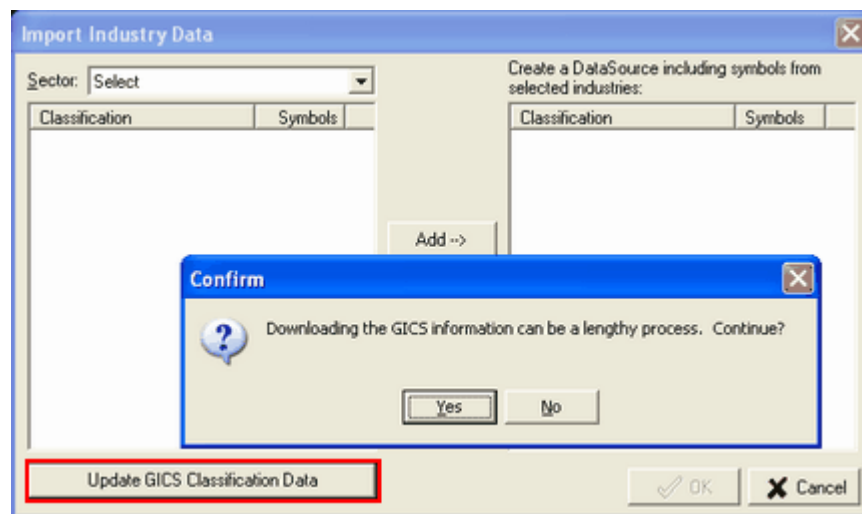 Import Industry Data
Sector: Select
Create a DataSource including symbols from
selected industries:
Classification Symbols
Classification Symbols
Add -->
Confirm
Downloading the GICS information can be a lengthy process. Continue?
Yes
No
Update GICS Classification Data
OK
Cancel